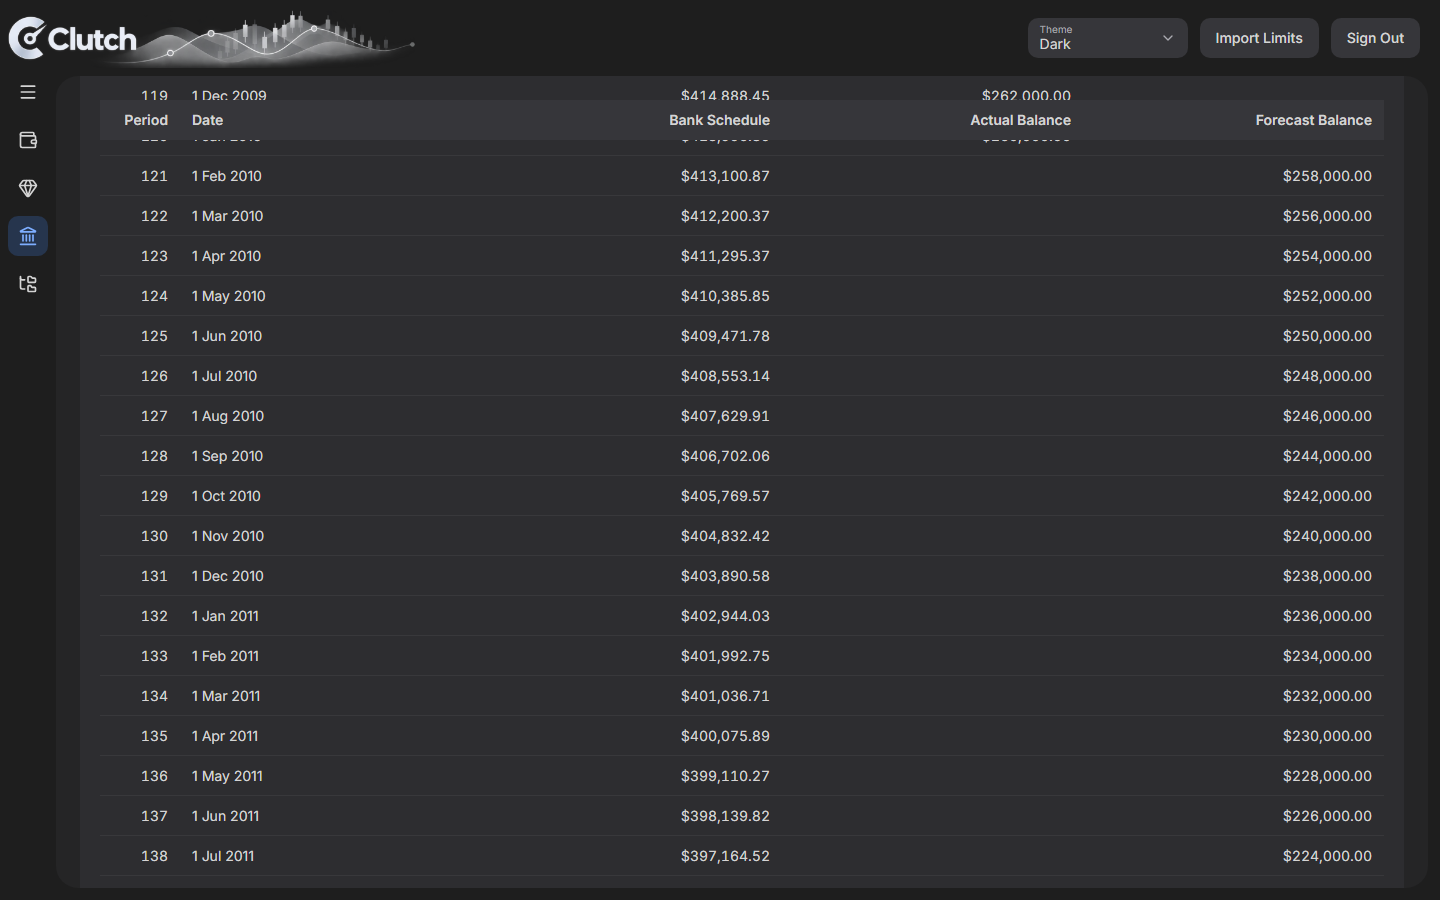 Clutch
Theme
Dark
Import Limits
Sign Out
119 1 Dec 2009 $414,888.45 $262,000.00
Period Date Bank Schedule Actual Balance Forecast Balance
121 1 Feb 2010 $413,100.87 $258,000.00
122 1 Mar 2010 $412,200.37 $256,000.00
123 1 Apr 2010 $411,295.37 $254,000.00
124 1 May 2010 $410,385.85 $252,000.00
125 1 Jun 2010 $409,471.78 $250,000.00
126 1 Jul 2010 $408,553.14 $248,000.00
127 1 Aug 2010 $407,629.91 $246,000.00
128 1 Sep 2010 $406,702.06 $244,000.00
129 1 Oct 2010 $405,769.57 $242,000.00
130 1 Nov 2010 $404,832.42 $240,000.00
131 1 Dec 2010 $403,890.58 $238,000.00
132 1 Jan 2011 $402,944.03 $236,000.00
133 1 Feb 2011 $401,992.75 $234,000.00
134 1 Mar 2011 $401,036.71 $232,000.00
135 1 Apr 2011 $400,075.89 $230,000.00
136 1 May 2011 $399,110.27 $228,000.00
137 1 Jun 2011 $398,139.82 $226,000.00
138 1 Jul 2011 $397,164.52 $224,000.00